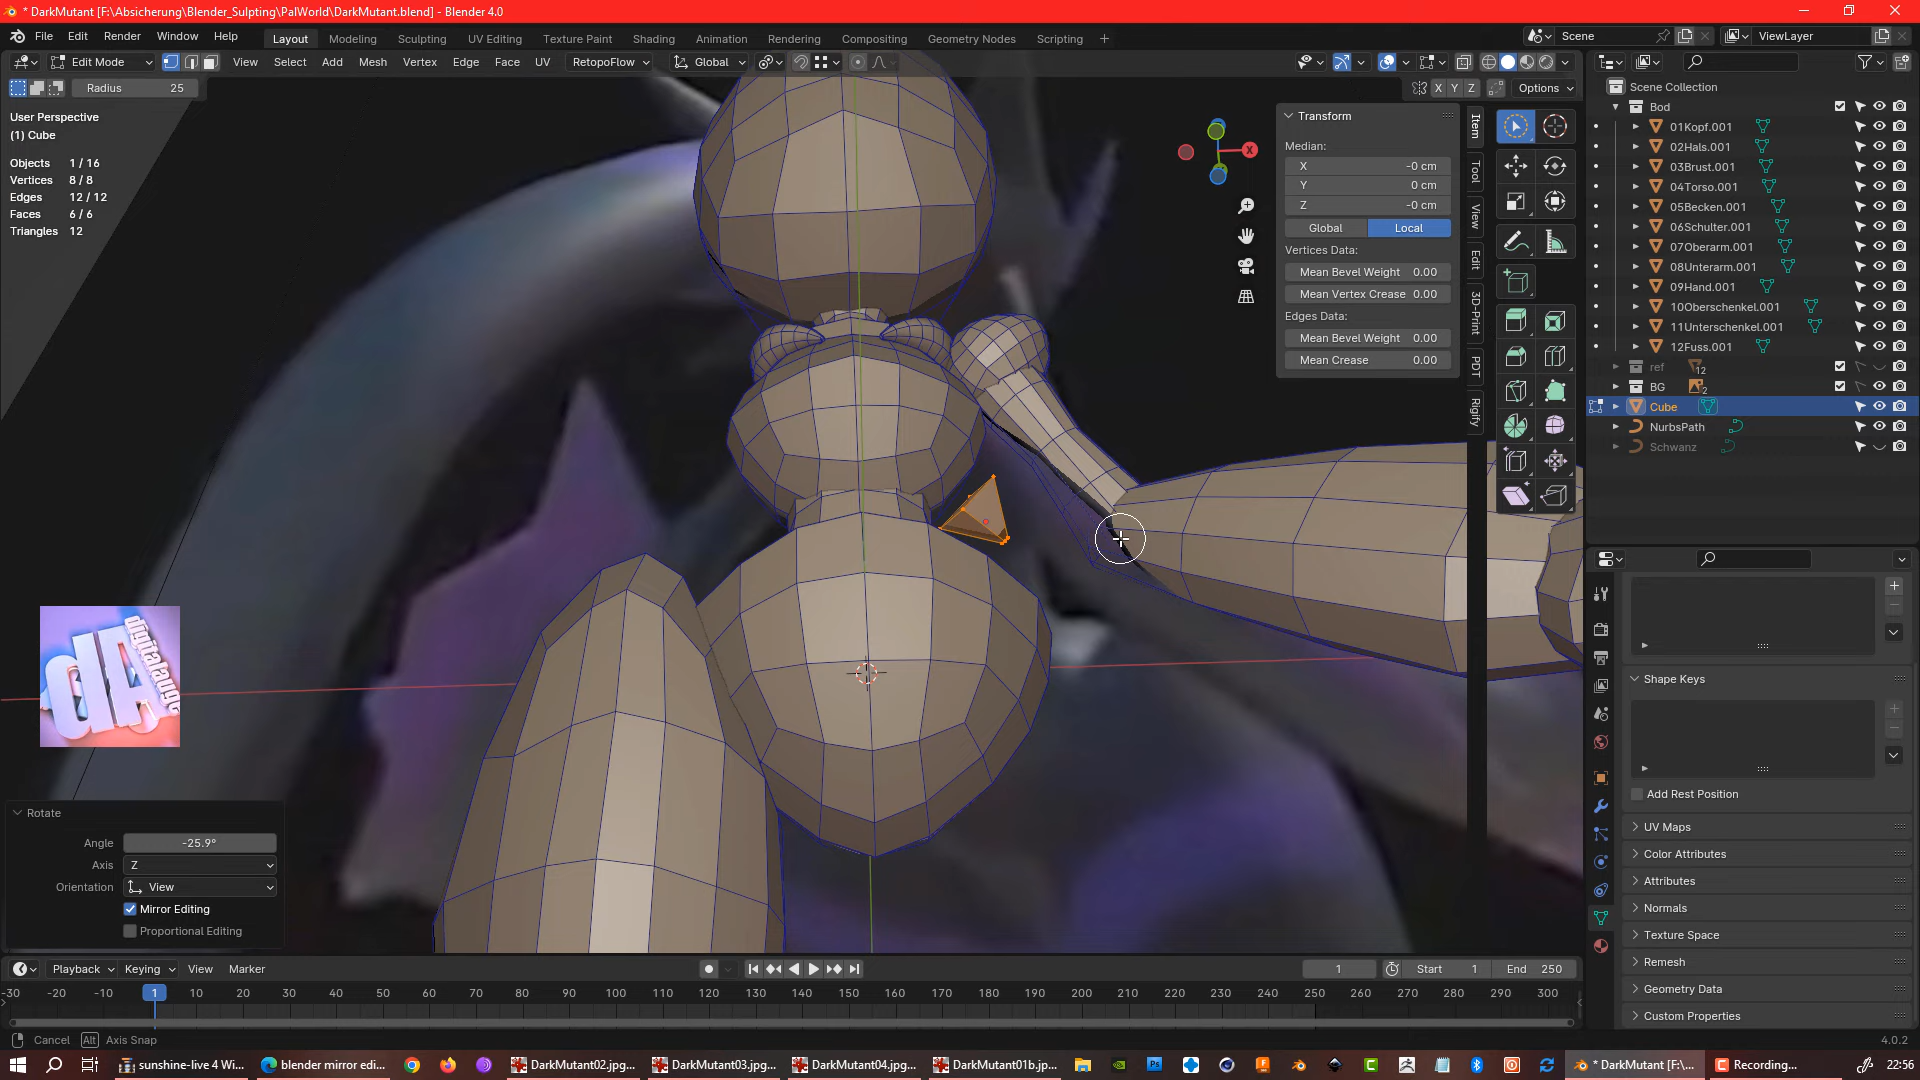 * DarkMutant [F:\Absicherung\Blender_Sulpting\PalWorld\DarkMutant.blend] - Blender 4.0
File Edit Render Window Help Layout Modeling Sculpting UV Editing Texture Paint Shading Animation Rendering Compositing Geometry Nodes Scripting + Scene ViewLayer
Edit Mode View Select Add Mesh Vertex Edge Face UV RetopoFlow Global
Radius 25 X Y Z Options
User Perspective
(1) Cube
Objects 1 / 16
Vertices 8 / 8
Edges 12 / 12
Faces 6 / 6
Triangles 12
X
Transform
Median:
X -0 cm
Y 0 cm
Z -0 cm
Global Local
Vertices Data:
Mean Bevel Weight 0.00
Mean Vertex Crease 0.00
Edges Data:
Mean Bevel Weight 0.00
Mean Crease 0.00
Item
Tool
View
Edit
3D-Print
PDT
Rigify
Scene Collection
Bod
01Kopf.001
02Hals.001
03Brust.001
04Torso.001
05Becken.001
06Schulter.001
07Oberarm.001
08Unterarm.001
09Hand.001
10Oberschenkel.001
11Unterschenkel.001
12Fuss.001
ref 12
BG 2
Cube
NurbsPath
Schwanz
Shape Keys
Add Rest Position
UV Maps
Color Attributes
Attributes
Normals
Texture Space
Remesh
Geometry Data
Custom Properties
dA
digitalaug
Rotate
Angle -25.9°
Axis Z
Orientation View
Mirror Editing
Proportional Editing
Playback Keying View Marker 1 Start 1 End 250
-30 -20 -10 1 10 20 30 40 50 60 70 80 90 100 110 120 130 140 150 160 170 180 190 200 210 220 230 240 250 260 270 280 290 300
Cancel Alt Axis Snap 4.0.2
sunshine-live 4 Wi... blender mirror edi... DarkMutant02.jpg... DarkMutant03.jpg... DarkMutant04.jpg... DarkMutant01b.jp... Ps * DarkMutant [F:\... Recording... 22:56